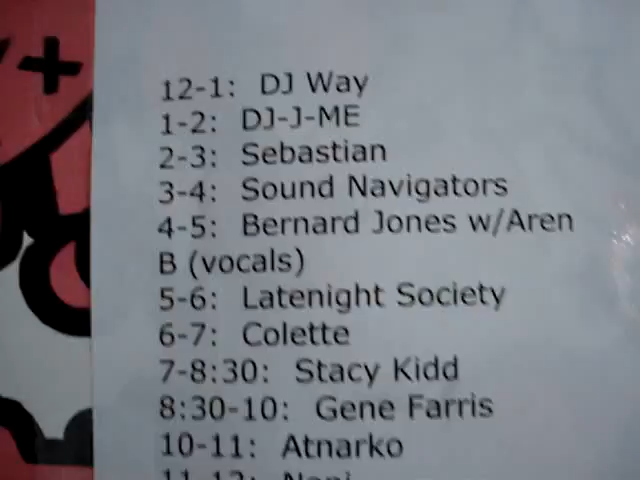 12-1: DJ Way
1-2: DJ-J-ME
2-3: Sebastian
3-4: Sound Navigators
4-5: Bernard Jones w/Aren
B (vocals)
5-6: Latenight Society
6-7: Colette
7-8:30: Stacy Kidd
8:30-10: Gene Farris
10-11: Atnarko
11-12: